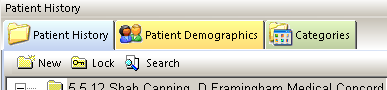 Patient History
Patient History Patient Demographics Categories
New Lock Search
5.5.12 Shah Canning, D Framingham Medical Concord